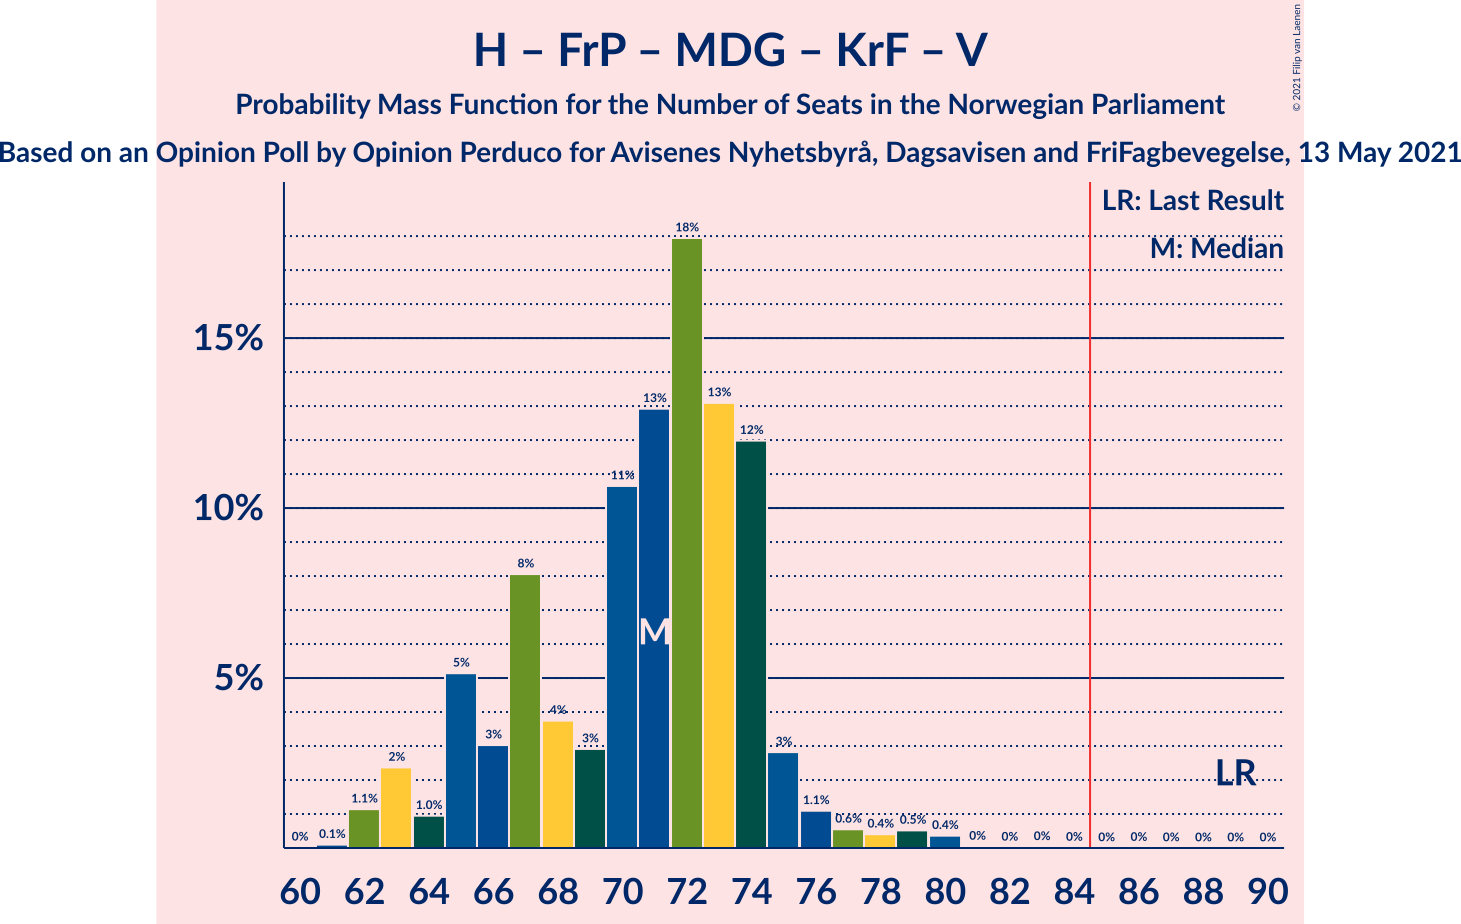 H – FrP – MDG – KrF – V
Probability Mass Function for the Number of Seats in the Norwegian Parliament
Based on an Opinion Poll by Opinion Perduco for Avisenes Nyhetsbyrå, Dagsavisen and FriFagbevegelse, 13 May 2021
© 2021 Filip van Laenen
LR: Last Result
M: Median
15%
10%
5%
0% 0.1% 1.1% 2% 1.0% 5% 3% 8% 4% 3% 11% 13% 18% 13% 12% 3% 1.1% 0.6% 0.4% 0.5% 0.4% 0% 0% 0% 0% 0% 0% 0% 0% 0% 0%
M
LR
60 62 64 66 68 70 72 74 76 78 80 82 84 86 88 90